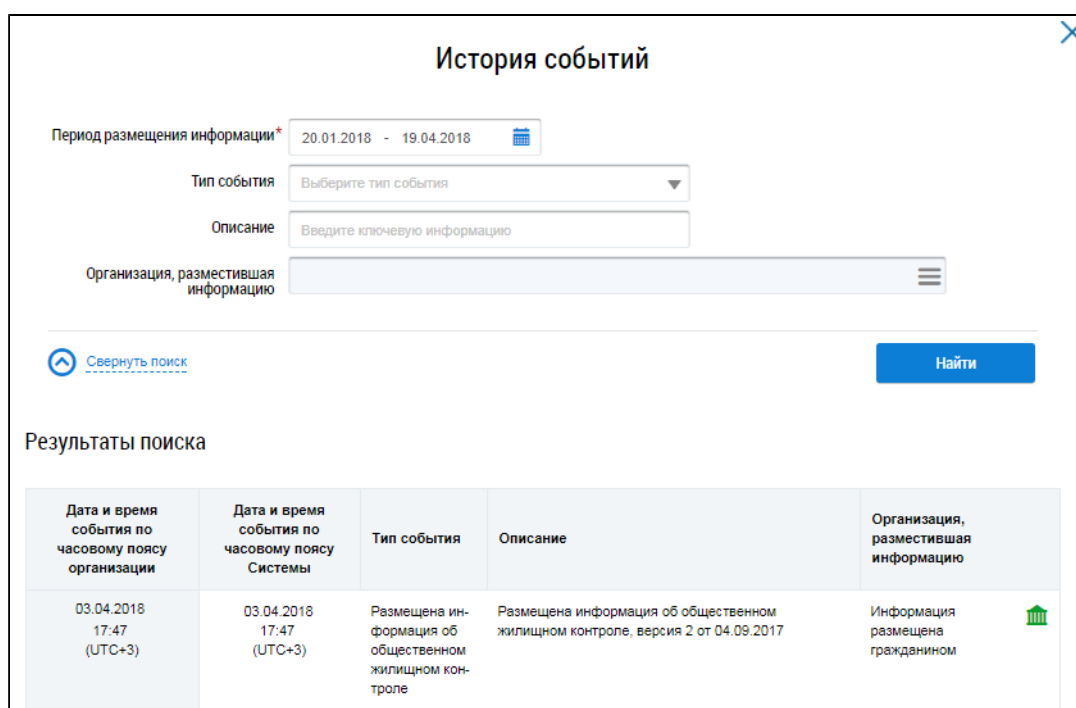 История событий
Период размещения информации*
20.01.2018 - 19.04.2018
Тип события
Выберите тип события
Описание
Введите ключевую информацию
Организация, разместившая
информацию
Свернуть поиск
Найти
Результаты поиска
Дата и время
события по
часовому поясу
организации
Дата и время
события по
часовому поясу
Системы
Тип события
Описание
Организация,
разместившая
информацию
03.04.2018
17:47
(UTC+3)
03.04.2018
17:47
(UTC+3)
Размещена ин-
формация об
общественном
жилищном кон-
троле
Размещена информация об общественном
жилищном контроле, версия 2 от 04.09.2017
Информация
размещена
гражданином